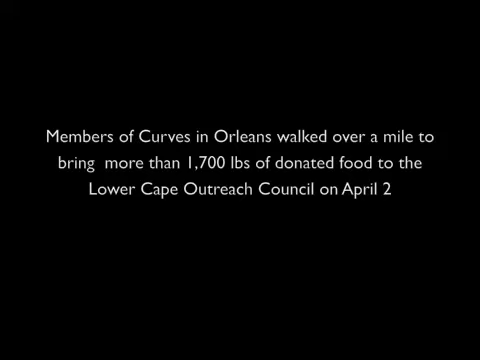 Members of Curves in Orleans walked over a mile to
bring  more than 1,700 lbs of donated food to the
Lower Cape Outreach Council on April 2